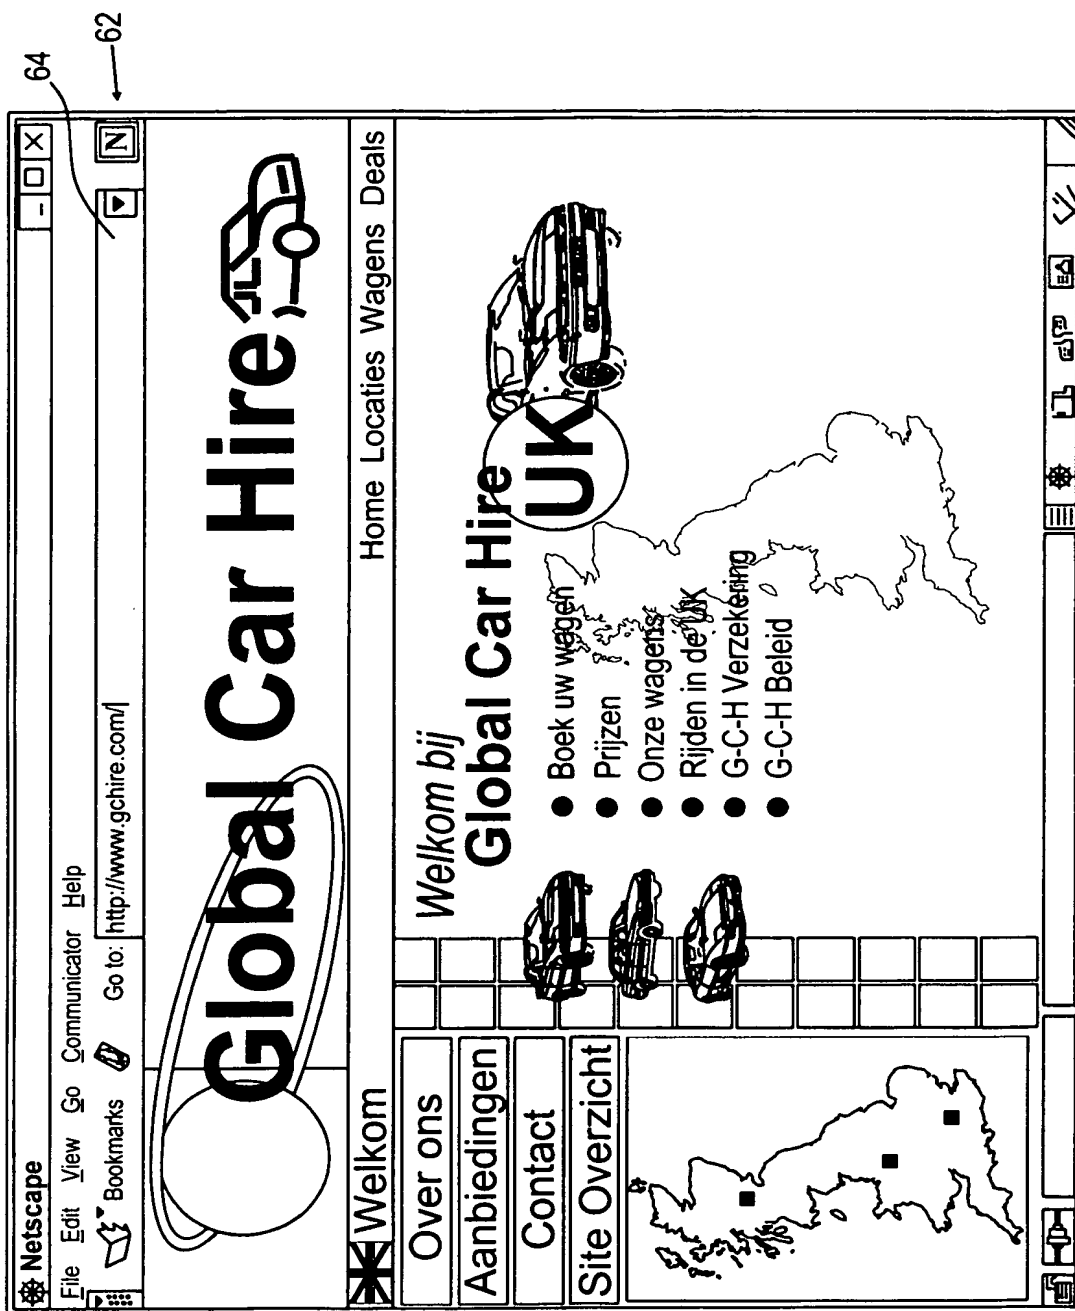 64
62
Netscape
File Edit View Go Communicator Help
Bookmarks Go to: http://www.gchire.com/
N
Global Car Hire
Welkom Home Locaties Wagens Deals
Over ons
Aanbiedingen
Contact
Site Overzicht
Welkom bij
Global Car Hire
UK
Boek uw wagen
Prijzen
Onze wagens
Rijden in de UK
G-C-H Verzekering
G-C-H Beleid